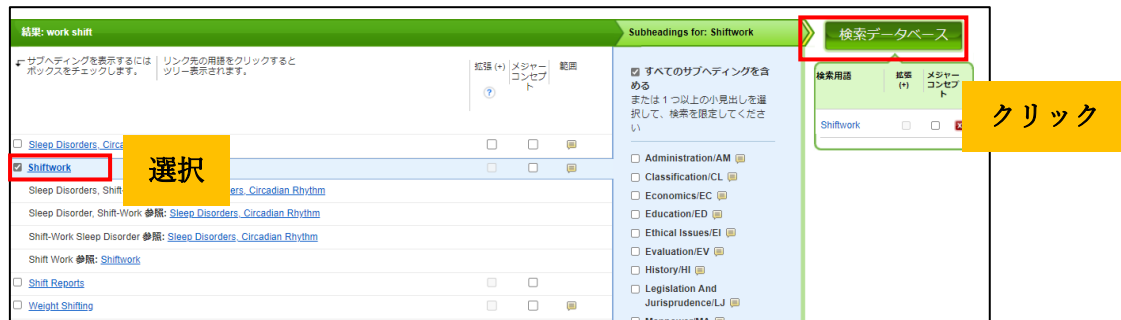 結果: work shift
Subheadings for: Shiftwork
検索データベース
サブヘディングを表示するには
ボックスをチェックします。
リンク先の用語をクリックすると
ツリー表示されます。
拡張 (+)
メジャー
コンセプ
ト
範囲
?
すべてのサブヘディングを含
める
または 1 つ以上の小見出しを選
択して、検索を限定してくださ
い
検索用語
拡張
(+)
メジャー
コンセプ
ト
Shiftwork
クリック
Sleep Disorders, Circa
Shiftwork
選択
Sleep Disorders, Shift- ers, Circadian Rhythm
Sleep Disorder, Shift-Work 参照: Sleep Disorders, Circadian Rhythm
Shift-Work Sleep Disorder 参照: Sleep Disorders, Circadian Rhythm
Shift Work 参照: Shiftwork
Shift Reports
Weight Shifting
Administration/AM
Classification/CL
Economics/EC
Education/ED
Ethical Issues/EI
Evaluation/EV
History/HI
Legislation And
Jurisprudence/LJ